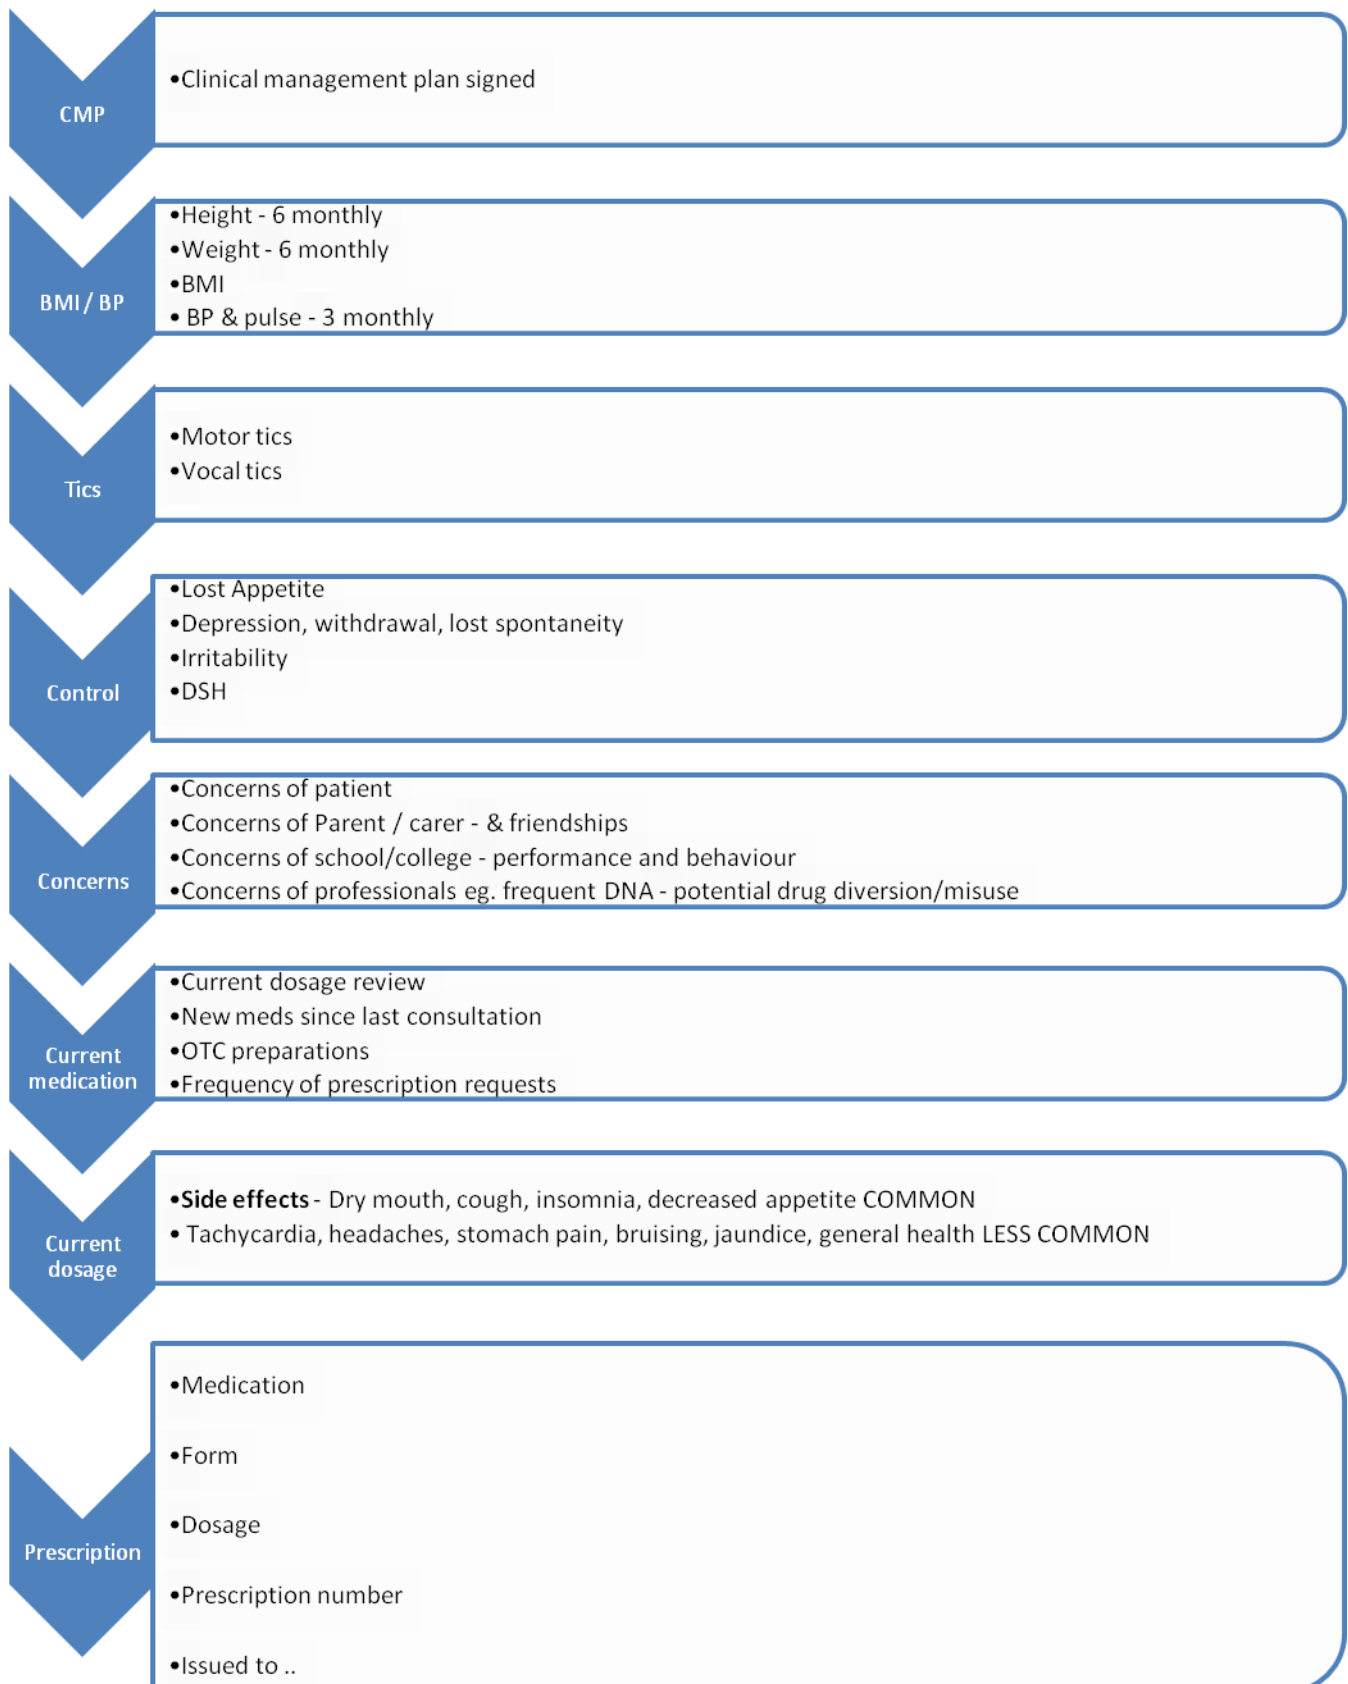 CMP
•Clinical management plan signed
BMI / BP
•Height - 6 monthly
•Weight - 6 monthly
•BMI
• BP & pulse - 3 monthly
Tics
•Motor tics
•Vocal tics
Control
•Lost Appetite
•Depression, withdrawal, lost spontaneity
•Irritability
•DSH
Concerns
•Concerns of patient
•Concerns of Parent / carer - & friendships
•Concerns of school/college - performance and behaviour
•Concerns of professionals eg. frequent DNA - potential drug diversion/misuse
Current
medication
•Current dosage review
•New meds since last consultation
•OTC preparations
•Frequency of prescription requests
Current
dosage
•Side effects - Dry mouth, cough, insomnia, decreased appetite COMMON
• Tachycardia, headaches, stomach pain, bruising, jaundice, general health LESS COMMON
Prescription
•Medication
•Form
•Dosage
•Prescription number
•Issued to ..